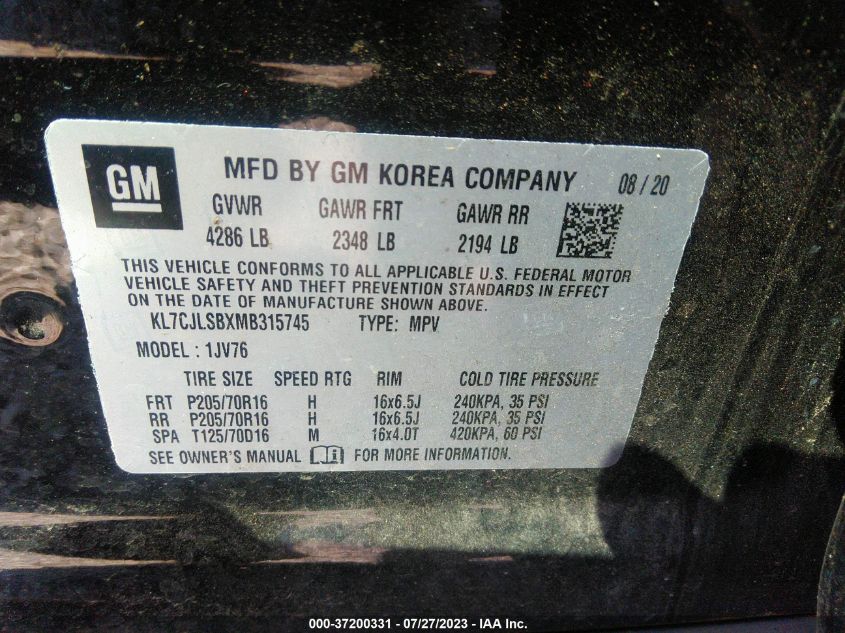 GM
MFD BY GM KOREA COMPANY 08 / 20
GVWR GAWR FRT GAWR RR
4286 LB 2348 LB 2194 LB
THIS VEHICLE CONFORMS TO ALL APPLICABLE U.S. FEDERAL MOTOR
VEHICLE SAFETY AND THEFT PREVENTION STANDARDS IN EFFECT
ON THE DATE OF MANUFACTURE SHOWN ABOVE.
KL7CJLSBXMB315745 TYPE: MPV
MODEL : 1JV76
TIRE SIZE SPEED RTG RIM COLD TIRE PRESSURE
FRT P205/70R16 H 16x6.5J 240KPA, 35 PSI
RR P205/70R16 H 16x6.5J 240KPA, 35 PSI
SPA T125/70D16 M 16x4.0T 420KPA, 60 PSI
SEE OWNER'S MANUAL FOR MORE INFORMATION.
000-37200331 - 07/27/2023 - IAA Inc.